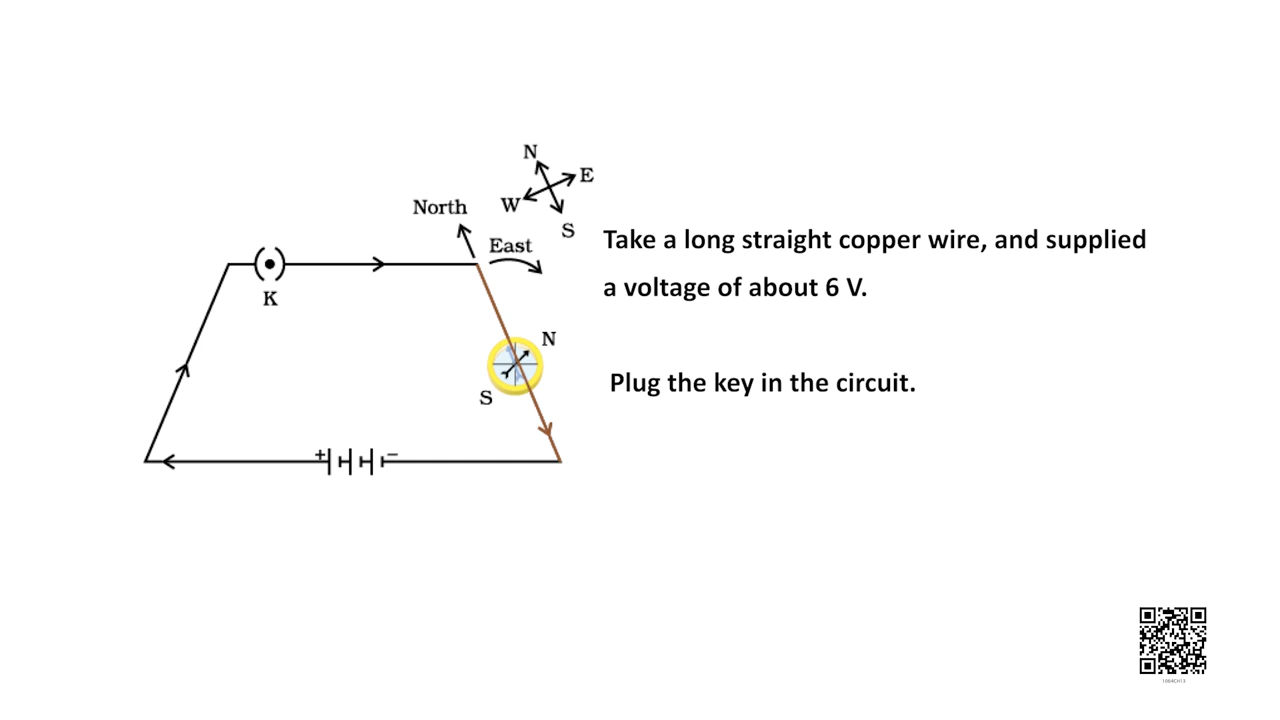 N
E
W
S
North
East
Take a long straight copper wire, and supplied
a voltage of about 6 V.
K
N
S
Plug the key in the circuit.
+
−
1064CH13